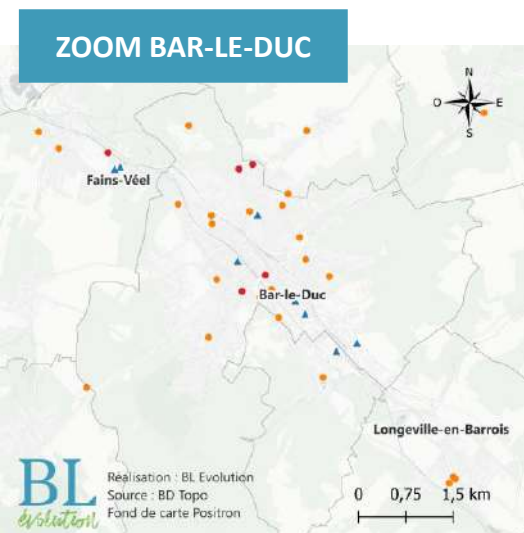 ZOOM BAR-LE-DUC
N
O E
S
Fains-Véel
Bar-le-Duc
Longeville-en-Barrois
BL
évolution
Réalisation : BL Evolution
Source : BD Topo
Fond de carte Positron
0 0,75 1,5 km